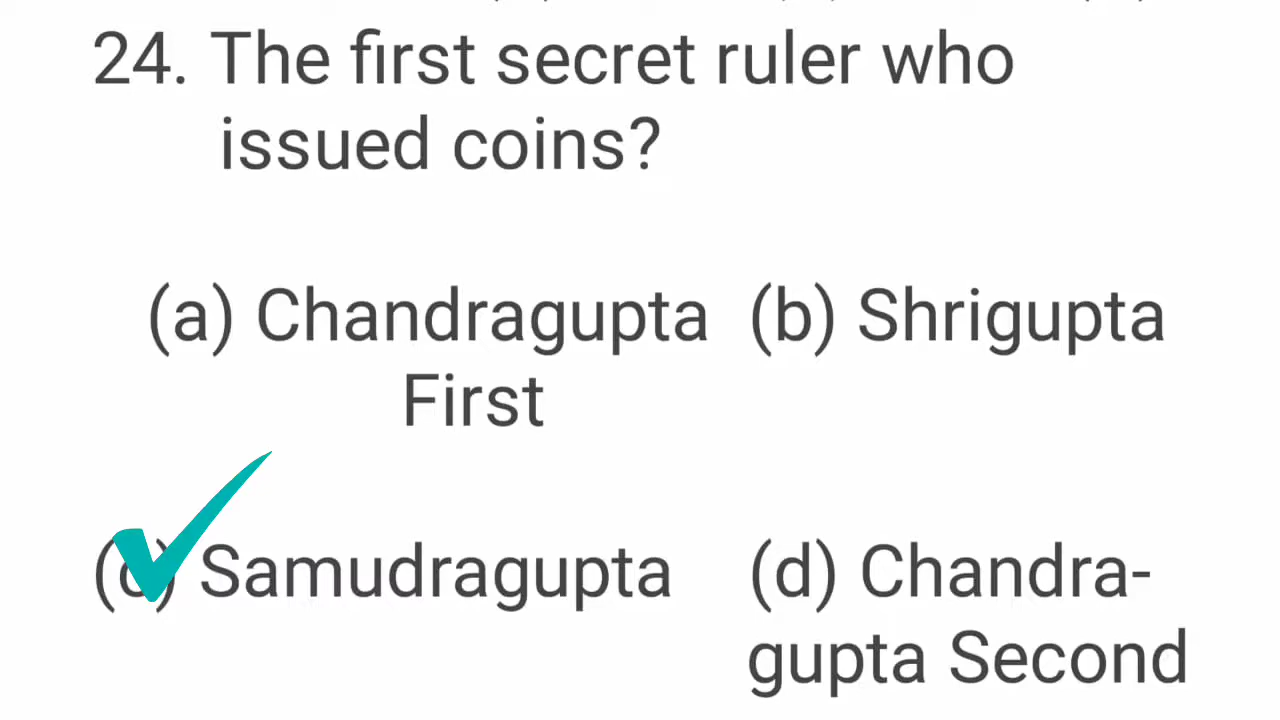 24. The first secret ruler who
issued coins?
(a) Chandragupta (b) Shrigupta
First
(c) Samudragupta (d) Chandra-
gupta Second